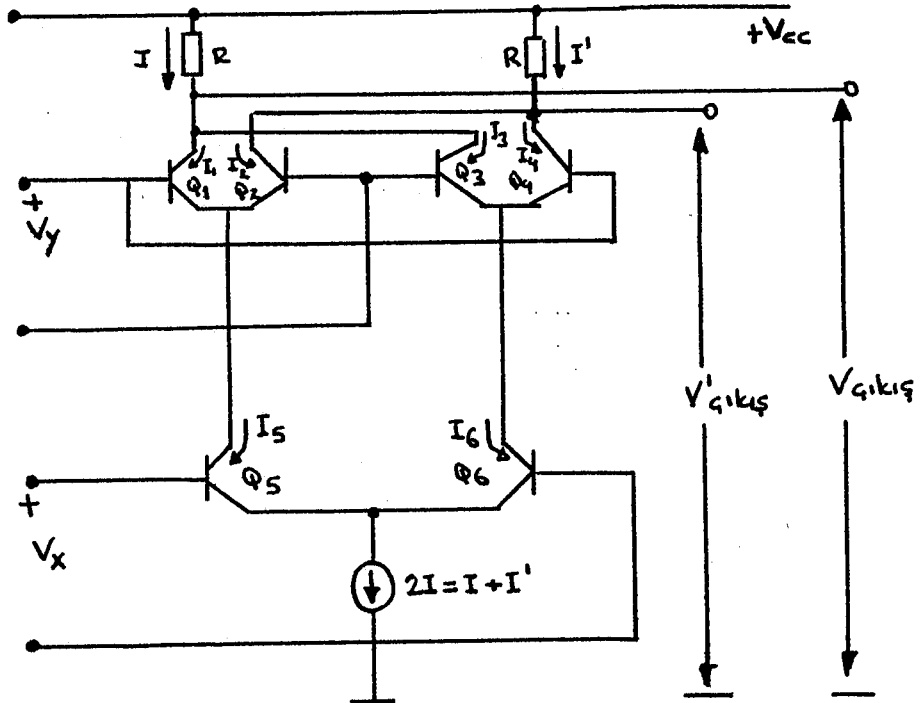 +Vcc
I
R
R
I'
I1
I2
I3
I4
Q1
Q2
Q3
Q4
+
Vy
I5
I6
Q5
Q6
+
Vx
2I=I+I'
V'çıkış
Vçıkış